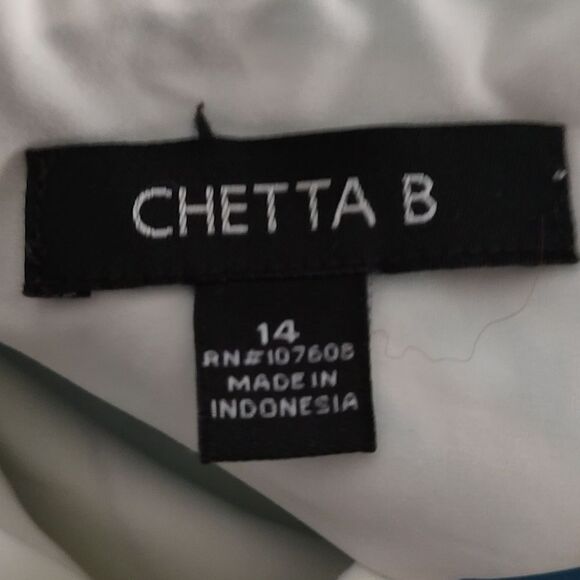 CHETTA B
14
RN#107608
MADE IN
INDONESIA